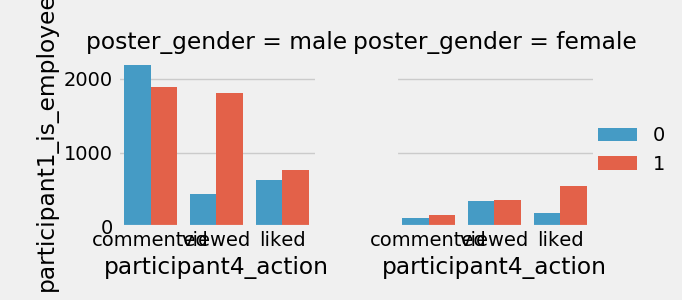 poster_gender = male
poster_gender = female
participant1_is_employee
2000
1000
0
commented
viewed
liked
commented
viewed
liked
participant4_action
participant4_action
0
1